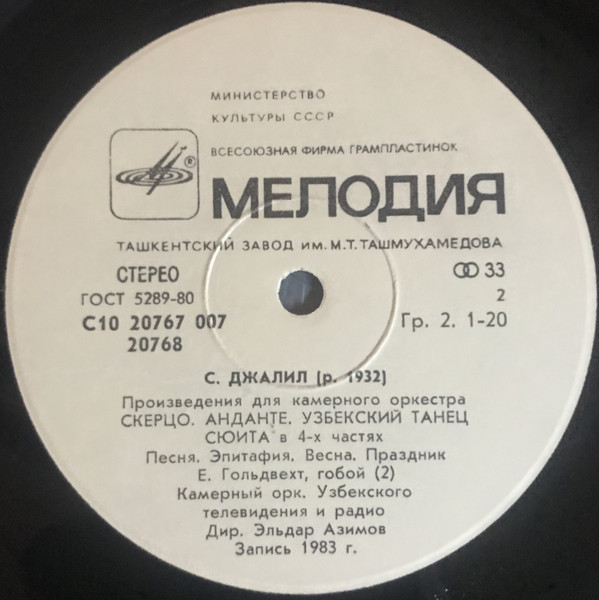 МИНИСТЕРСТВО
КУЛЬТУРЫ СССР
ВСЕСОЮЗНАЯ ФИРМА ГРАМПЛАСТИНОК
®
МЕЛОДИЯ
ТАШКЕНТСКИЙ ЗАВОД ИМ. М.Т. ТАШМУХАМЕДОВА
СТЕРЕО 33
ГОСТ 5289-80 2
С10 20767 007 Гр. 2. 1-20
20768
С. ДЖАЛИЛ (р. 1932)
Произведения для камерного оркестра
СКЕРЦО. АНДАНТЕ. УЗБЕКСКИЙ ТАНЕЦ
СЮИТА в 4-х частях
Песня. Эпитафия. Весна. Праздник
Е. Гольдвехт, гобой (2)
Камерный орк. Узбекского
телевидения и радио
Дир. Эльдар Азимов
Запись 1983 г.